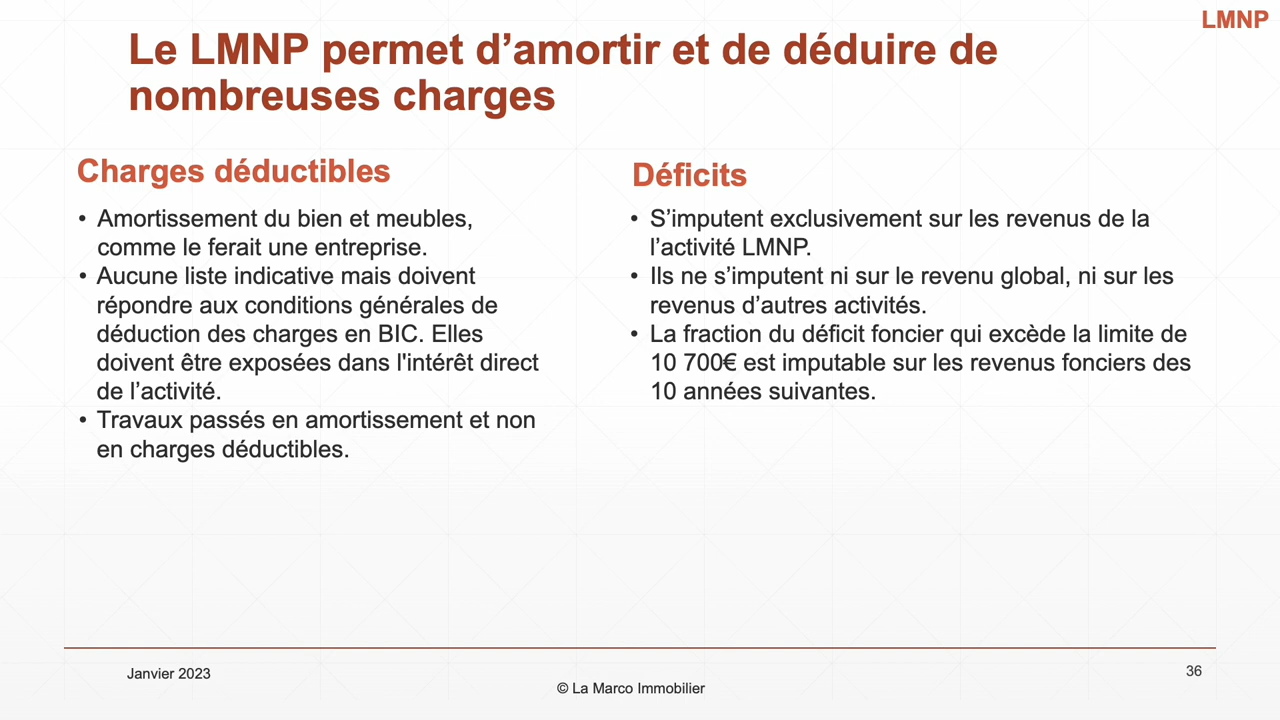 LMNP
Le LMNP permet d’amortir et de déduire de
nombreuses charges
Charges déductibles
• Amortissement du bien et meubles,
comme le ferait une entreprise.
• Aucune liste indicative mais doivent
répondre aux conditions générales de
déduction des charges en BIC. Elles
doivent être exposées dans l'intérêt direct
de l’activité.
• Travaux passés en amortissement et non
en charges déductibles.
Déficits
• S’imputent exclusivement sur les revenus de la
l’activité LMNP.
• Ils ne s’imputent ni sur le revenu global, ni sur les
revenus d’autres activités.
• La fraction du déficit foncier qui excède la limite de
10 700€ est imputable sur les revenus fonciers des
10 années suivantes.
Janvier 2023
© La Marco Immobilier
36